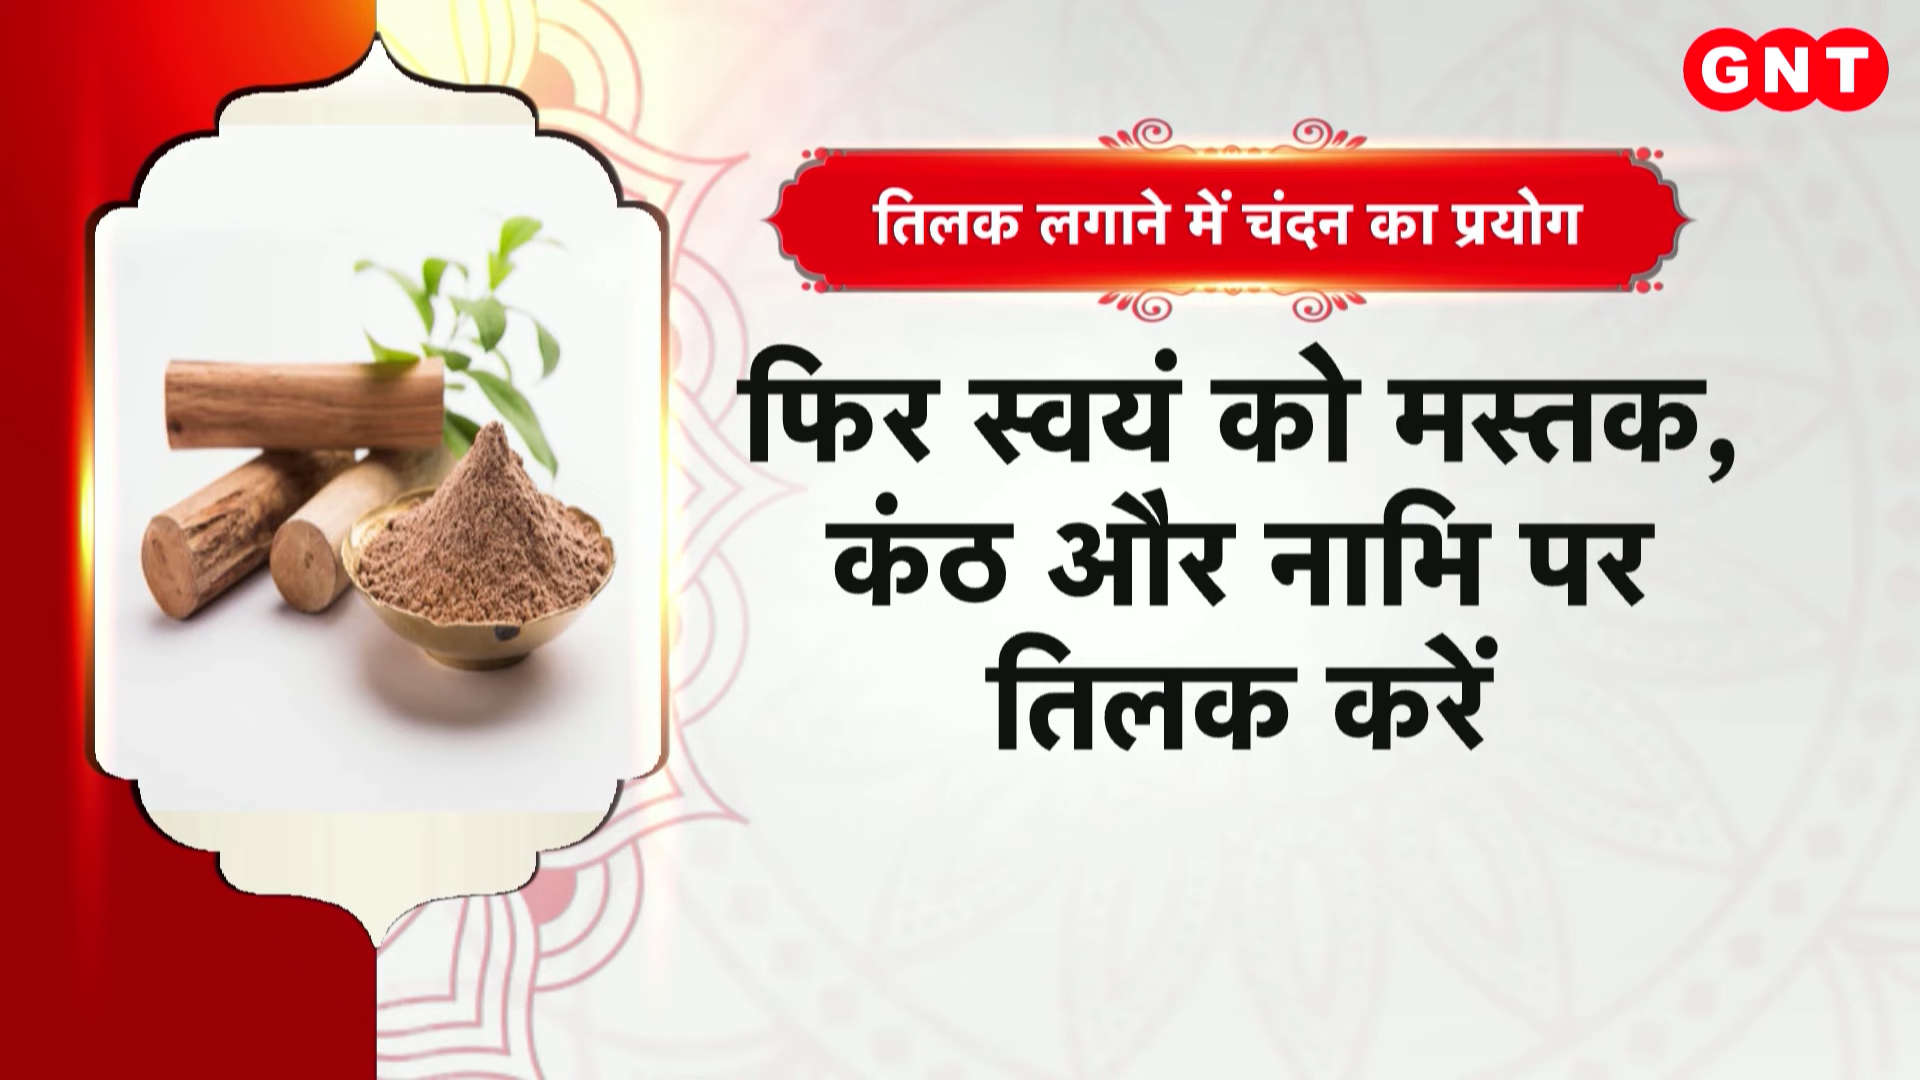 GNT
तिलक लगाने में चंदन का प्रयोग
फिर स्वयं को मस्तक,
कंठ और नाभि पर
तिलक करें